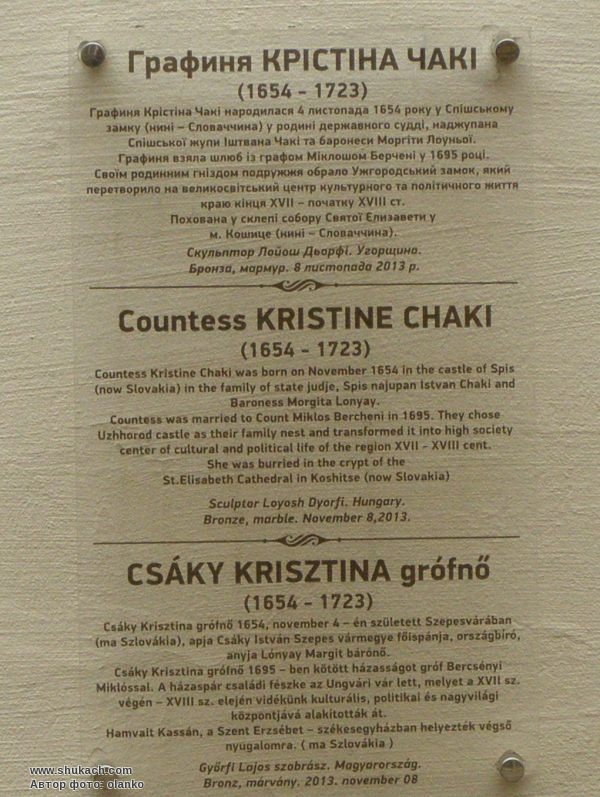 Графиня КРІСТІНА ЧАКІ
(1654 - 1723)
Графиня Крістіна Чакі народилася 4 листопада 1654 року у Спішському
замку (нині – Словаччина) у родині державного судді, наджупана
Спішської жупи Іштвана Чакі та баронеси Моргіти Лоуньої.
Графиня взяла шлюб із графом Міклошом Берчені у 1695 році.
Своїм родинним гніздом подружжя обрало Ужгородський замок, який
перетворило на великосвітський центр культурного та політичного життя
краю кінця XVII – початку XVIII ст.
Похована у склепі собору Святої Єлизавети у
м. Кошице (нині – Словаччина).
Скульптор Лойош Дьорфі. Угорщина.
Бронза, мармур. 8 листопада 2013 р.
Countess KRISTINE CHAKI
(1654 - 1723)
Countess Kristine Chaki was born on November 1654 in the castle of Spis
(now Slovakia) in the family of state judje, Spis najupan Istvan Chaki and
Baroness Morgita Lonyay.
Countess was married to Count Miklos Bercheni in 1695. They chose
Uzhhorod castle as their family nest and transformed it into high society
center of cultural and political life of the region XVII - XVIII cent.
She was burried in the crypt of the
St.Elisabeth Cathedral in Koshitse (now Slovakia)
Sculptor Loyosh Dyorfi. Hungary.
Bronze, marble. November 8,2013.
CSÁKY KRISZTINA grófnő
(1654 - 1723)
Csáky Krisztina grófnő 1654, november 4 – én született Szepesvárában
(ma Szlovákia), apja Csáky István Szepes vármegye főispánja, országbíró,
anyja Lónyay Margit bárónő.
Csáky Krisztina grófnő 1695 – ben kötött házasságot gróf Bercsényi
Miklóssal. A házaspár családi fészke az Ungvári vár lett, melyet a XVII sz.
végén – XVIII sz. elején vidékünk kulturális, politikai és nagyvilági
központjává alakították át.
Hamvait Kassán, a Szent Erzsébet – székesegyházban helyezték végső
nyugalomra. ( ma Szlovákia )
Győrfi Lajos szobrász. Magyarország.
Bronz, márvány. 2013. november 08
www.shukach.com
Автор фото: olanko